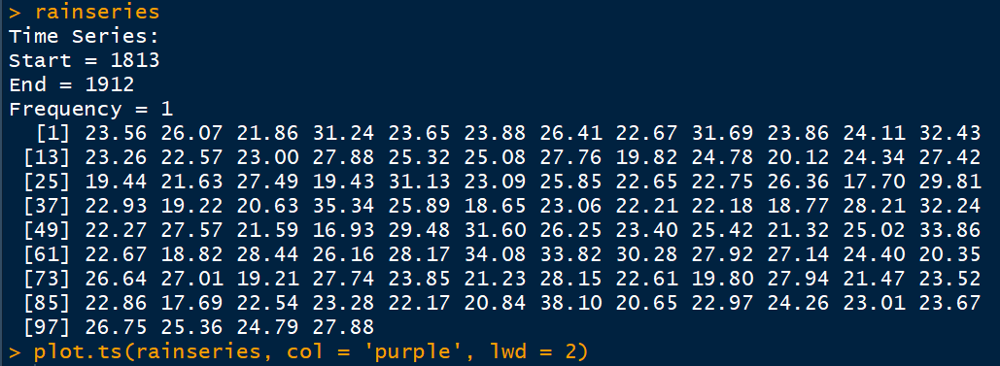 > rainseries
Time Series:
Start = 1813
End = 1912
Frequency = 1
[1] 23.56 26.07 21.86 31.24 23.65 23.88 26.41 22.67 31.69 23.86 24.11 32.43
[13] 23.26 22.57 23.00 27.88 25.32 25.08 27.76 19.82 24.78 20.12 24.34 27.42
[25] 19.44 21.63 27.49 19.43 31.13 23.09 25.85 22.65 22.75 26.36 17.70 29.81
[37] 22.93 19.22 20.63 35.34 25.89 18.65 23.06 22.21 22.18 18.77 28.21 32.24
[49] 22.27 27.57 21.59 16.93 29.48 31.60 26.25 23.40 25.42 21.32 25.02 33.86
[61] 22.67 18.82 28.44 26.16 28.17 34.08 33.82 30.28 27.92 27.14 24.40 20.35
[73] 26.64 27.01 19.21 27.74 23.85 21.23 28.15 22.61 19.80 27.94 21.47 23.52
[85] 22.86 17.69 22.54 23.28 22.17 20.84 38.10 20.65 22.97 24.26 23.01 23.67
[97] 26.75 25.36 24.79 27.88
> plot.ts(rainseries, col = 'purple', lwd = 2)